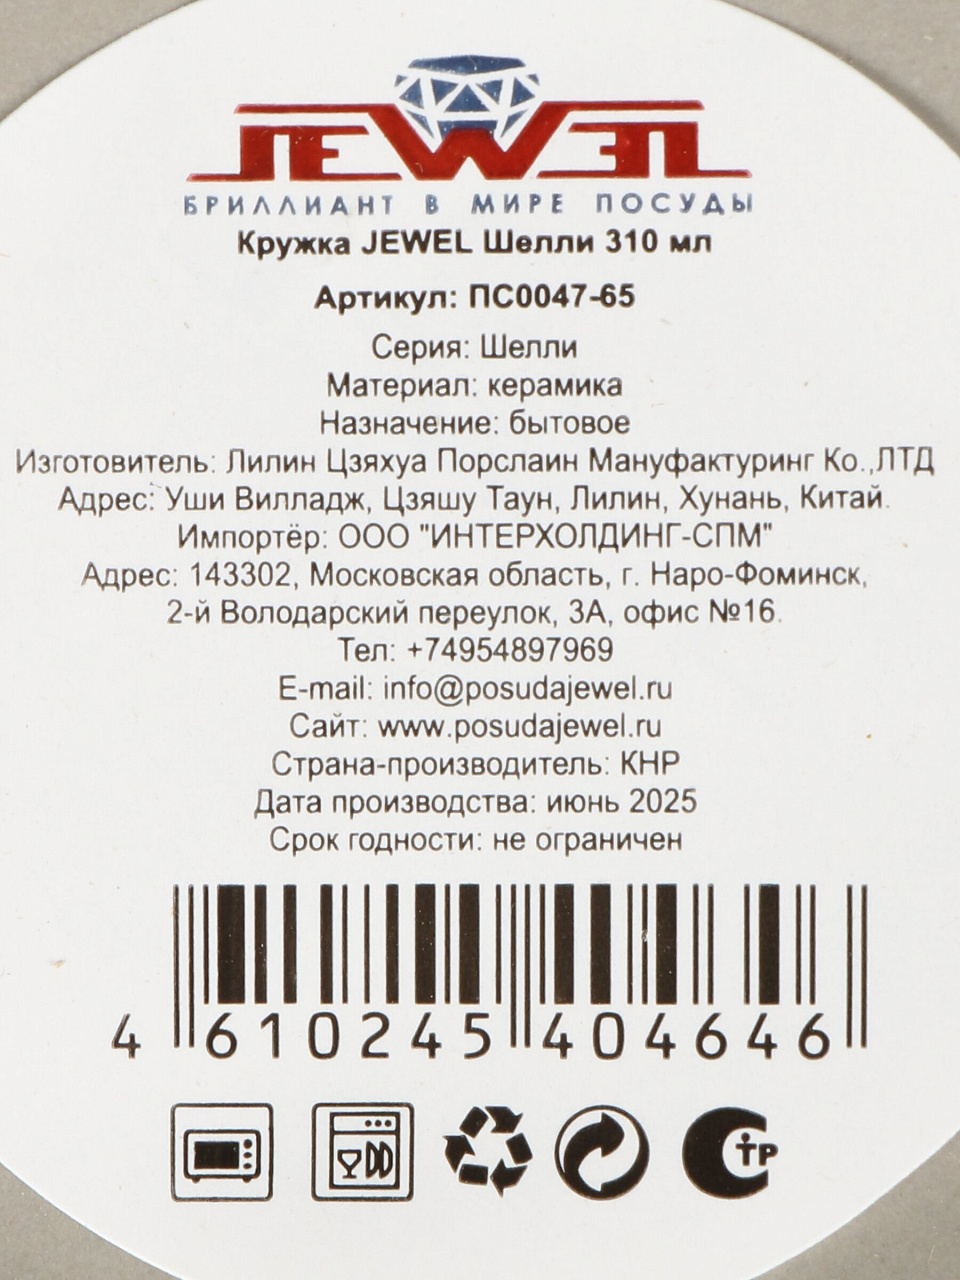 JEWEL
БРИЛЛИАНТ В МИРЕ ПОСУДЫ
Кружка JEWEL Шелли 310 мл
Артикул: ПС0047-65
Серия: Шелли
Материал: керамика
Назначение: бытовое
Изготовитель: Лилин Цзяхуа Порслаин Мануфактуринг Ко.,ЛТД
Адрес: Уши Вилладж, Цзяшу Таун, Лилин, Хунань, Китай.
Импортёр: ООО "ИНТЕРХОЛДИНГ-СПМ"
Адрес: 143302, Московская область, г. Наро-Фоминск,
2-й Володарский переулок, 3А, офис №16.
Тел: +74954897969
E-mail: info@posudajewel.ru
Сайт: www.posudajewel.ru
Страна-производитель: КНР
Дата производства: июнь 2025
Срок годности: не ограничен
4 610245 404646
СТР